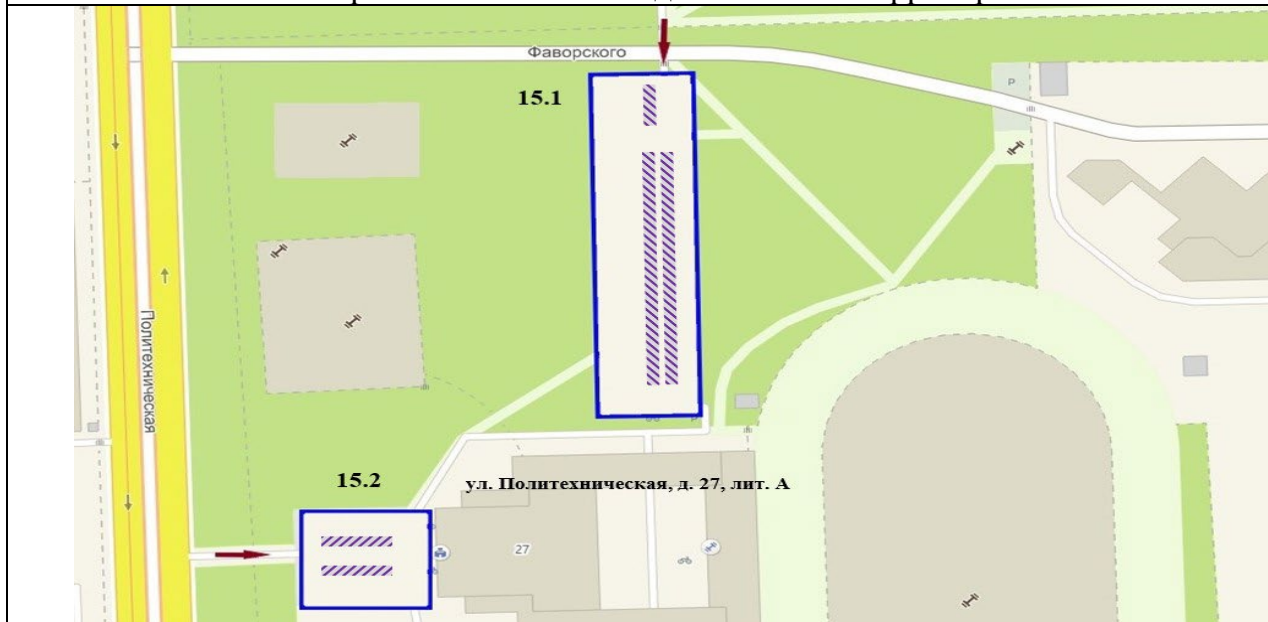 Фаворского
15.1
P
Политехническая
P
15.2
ул. Политехническая, д. 27, лит. А
27